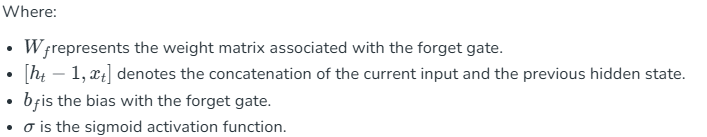 Where:
• W_f represents the weight matrix associated with the forget gate.
• [h_t − 1, x_t] denotes the concatenation of the current input and the previous hidden state.
• b_f is the bias with the forget gate.
• σ is the sigmoid activation function.